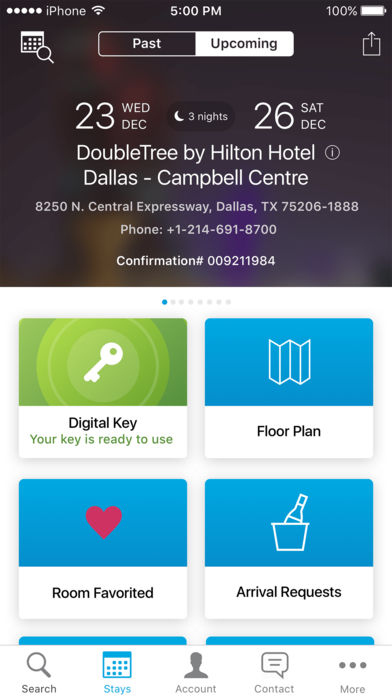 iPhone 5:00 PM 100%
Past Upcoming
23 WED DEC 3 nights 26 SAT DEC
DoubleTree by Hilton Hotel
Dallas - Campbell Centre
8250 N. Central Expressway, Dallas, TX 75206-1888
Phone: +1-214-691-8700
Confirmation# 009211984
Digital Key
Your key is ready to use
Floor Plan
Room Favorited
Arrival Requests
Search Stays Account Contact More